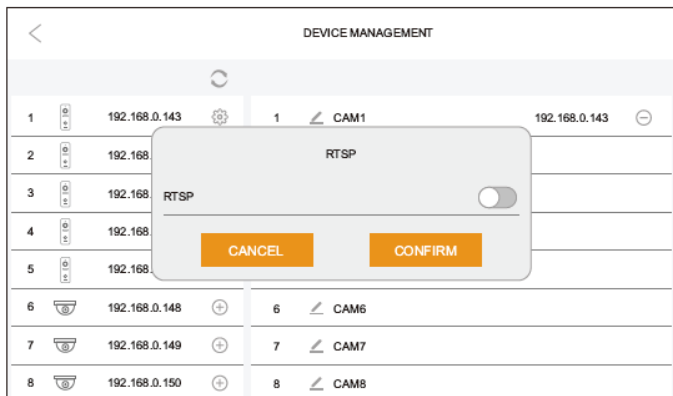 DEVICE MANAGEMENT
1 192.168.0.143 1 CAM1 192.168.0.143
2 192.168.
RTSP
3 192.168.
RTSP
4 192.168.
CANCEL CONFIRM
5 192.168.
6 192.168.0.148 6 CAM6
7 192.168.0.149 7 CAM7
8 192.168.0.150 8 CAM8